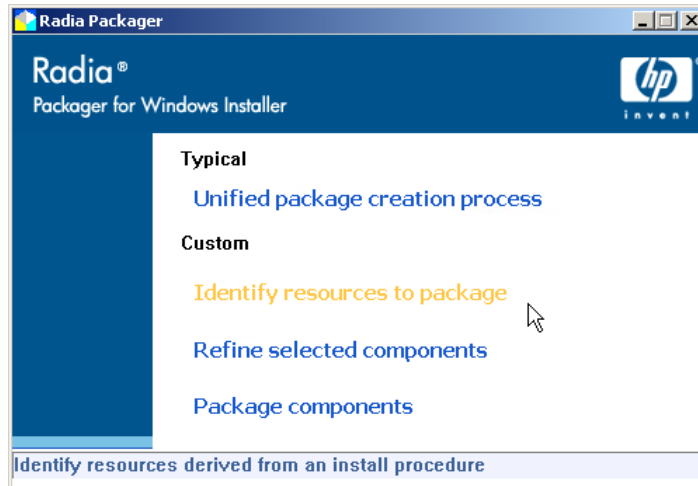 Radia Packager
Radia ®
Packager for Windows Installer
hp
invent
Typical
Unified package creation process
Custom
Identify resources to package
Refine selected components
Package components
Identify resources derived from an install procedure